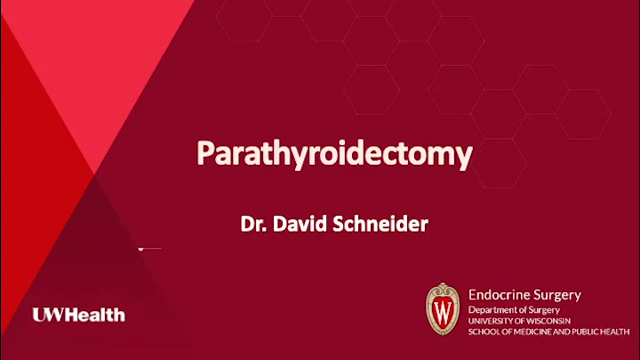 Parathyroidectomy
Dr. David Schneider
UWHealth
W
Endocrine Surgery
Department of Surgery
UNIVERSITY OF WISCONSIN
SCHOOL OF MEDICINE AND PUBLIC HEALTH